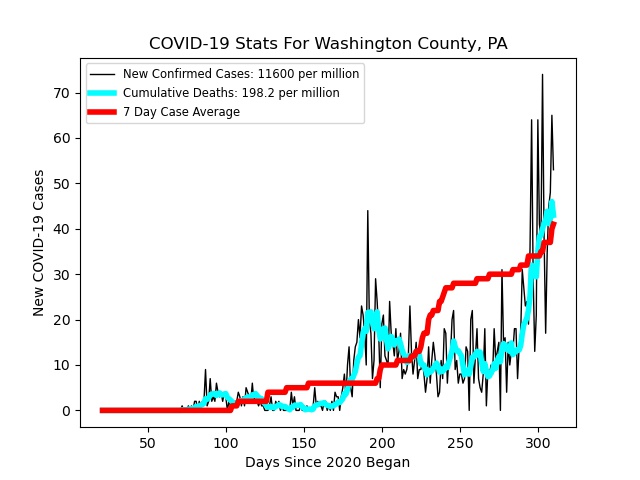 COVID-19 Stats For Washington County, PA
New Confirmed Cases: 11600 per million
Cumulative Deaths: 198.2 per million
7 Day Case Average
New COVID-19 Cases
70
60
50
40
30
20
10
0
50 100 150 200 250 300
Days Since 2020 Began